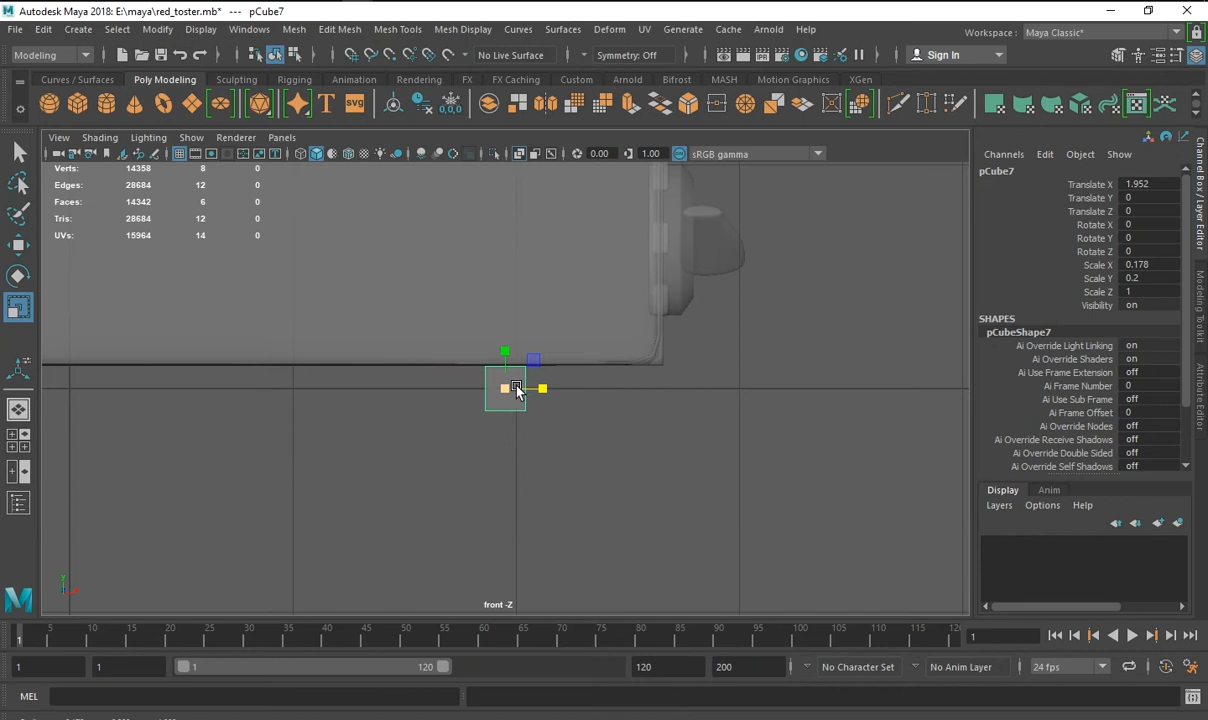 Autodesk Maya 2018: E:\maya\red_toster.mb* --- pCube7
File Edit Create Select Modify Display Windows Mesh Edit Mesh Mesh Tools Mesh Display Curves Surfaces Deform UV Generate Cache Arnold Help Workspace : Maya Classic*
Modeling No Live Surface Symmetry: Off IPR Sign In
Curves / Surfaces Poly Modeling Sculpting Rigging Animation Rendering FX FX Caching Custom Arnold Bifrost MASH Motion Graphics XGen
T SVG 0,0,0
View Shading Lighting Show Renderer Panels
0.00 1.00 sRGB gamma
Verts: 14358 8 0
Edges: 28684 12 0
Faces: 14342 6 0
Tris: 28684 12 0
UVs: 15964 14 0
y
front -Z
Channels Edit Object Show
pCube7
Translate X 1.952
Translate Y 0
Translate Z 0
Rotate X 0
Rotate Y 0
Rotate Z 0
Scale X 0.178
Scale Y 0.2
Scale Z 1
Visibility on
SHAPES
pCubeShape7
Ai Override Light Linking on
Ai Override Shaders on
Ai Use Frame Extension off
Ai Frame Number 0
Ai Use Sub Frame off
Ai Frame Offset 0
Ai Override Nodes off
Ai Override Receive Shadows off
Ai Override Double Sided off
Ai Override Self Shadows off
Display Anim
Layers Options Help
Channel Box / Layer Editor
Modeling Toolkit
Attribute Editor
1 5 10 15 20 25 30 35 40 45 50 55 60 65 70 75 80 85 90 95 100 105 110 115 12 1
1 1 1 120 120 200 No Character Set No Anim Layer 24 fps
MEL